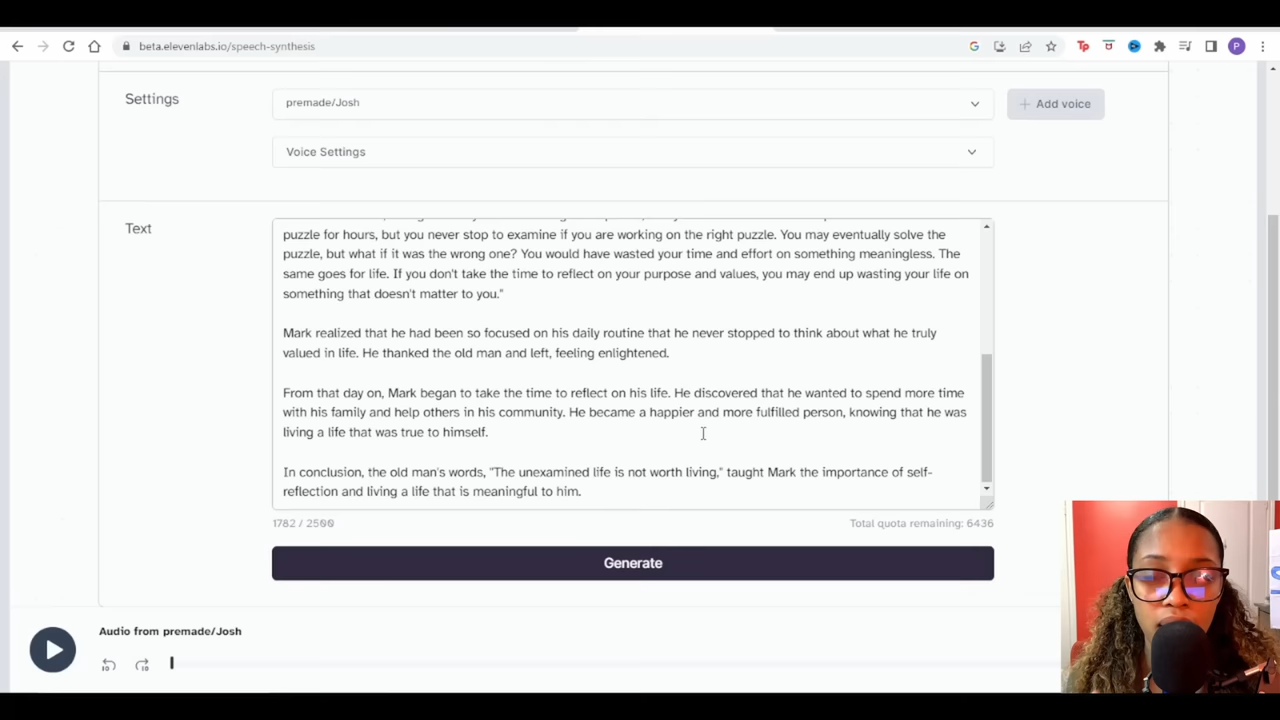 beta.elevenlabs.io/speech-synthesis
G
Tp
P
Settings
premade/Josh
+ Add voice
Voice Settings
Text
puzzle for hours, but you never stop to examine if you are working on the right puzzle. You may eventually solve the
puzzle, but what if it was the wrong one? You would have wasted your time and effort on something meaningless. The
same goes for life. If you don't take the time to reflect on your purpose and values, you may end up wasting your life on
something that doesn't matter to you."
Mark realized that he had been so focused on his daily routine that he never stopped to think about what he truly
valued in life. He thanked the old man and left, feeling enlightened.
From that day on, Mark began to take the time to reflect on his life. He discovered that he wanted to spend more time
with his family and help others in his community. He became a happier and more fulfilled person, knowing that he was
living a life that was true to himself.
In conclusion, the old man's words, "The unexamined life is not worth living," taught Mark the importance of self-
reflection and living a life that is meaningful to him.
1782 / 2500
Total quota remaining: 6436
Generate
Audio from premade/Josh
10
10